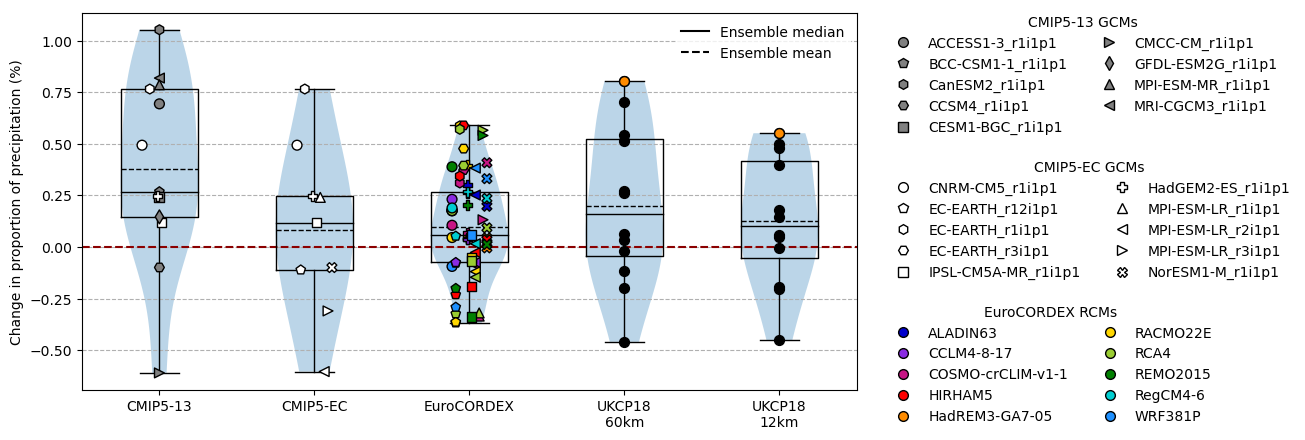 Change in proportion of precipitation (%)
1.00
0.75
0.50
0.25
0.00
−0.25
−0.50
Ensemble median
Ensemble mean
CMIP5-13
CMIP5-EC
EuroCORDEX
UKCP18
60km
UKCP18
12km
CMIP5-13 GCMs
ACCESS1-3_r1i1p1
BCC-CSM1-1_r1i1p1
CanESM2_r1i1p1
CCSM4_r1i1p1
CESM1-BGC_r1i1p1
CMCC-CM_r1i1p1
GFDL-ESM2G_r1i1p1
MPI-ESM-MR_r1i1p1
MRI-CGCM3_r1i1p1
CMIP5-EC GCMs
CNRM-CM5_r1i1p1
EC-EARTH_r12i1p1
EC-EARTH_r1i1p1
EC-EARTH_r3i1p1
IPSL-CM5A-MR_r1i1p1
HadGEM2-ES_r1i1p1
MPI-ESM-LR_r1i1p1
MPI-ESM-LR_r2i1p1
MPI-ESM-LR_r3i1p1
NorESM1-M_r1i1p1
EuroCORDEX RCMs
ALADIN63
CCLM4-8-17
COSMO-crCLIM-v1-1
HIRHAM5
HadREM3-GA7-05
RACMO22E
RCA4
REMO2015
RegCM4-6
WRF381P